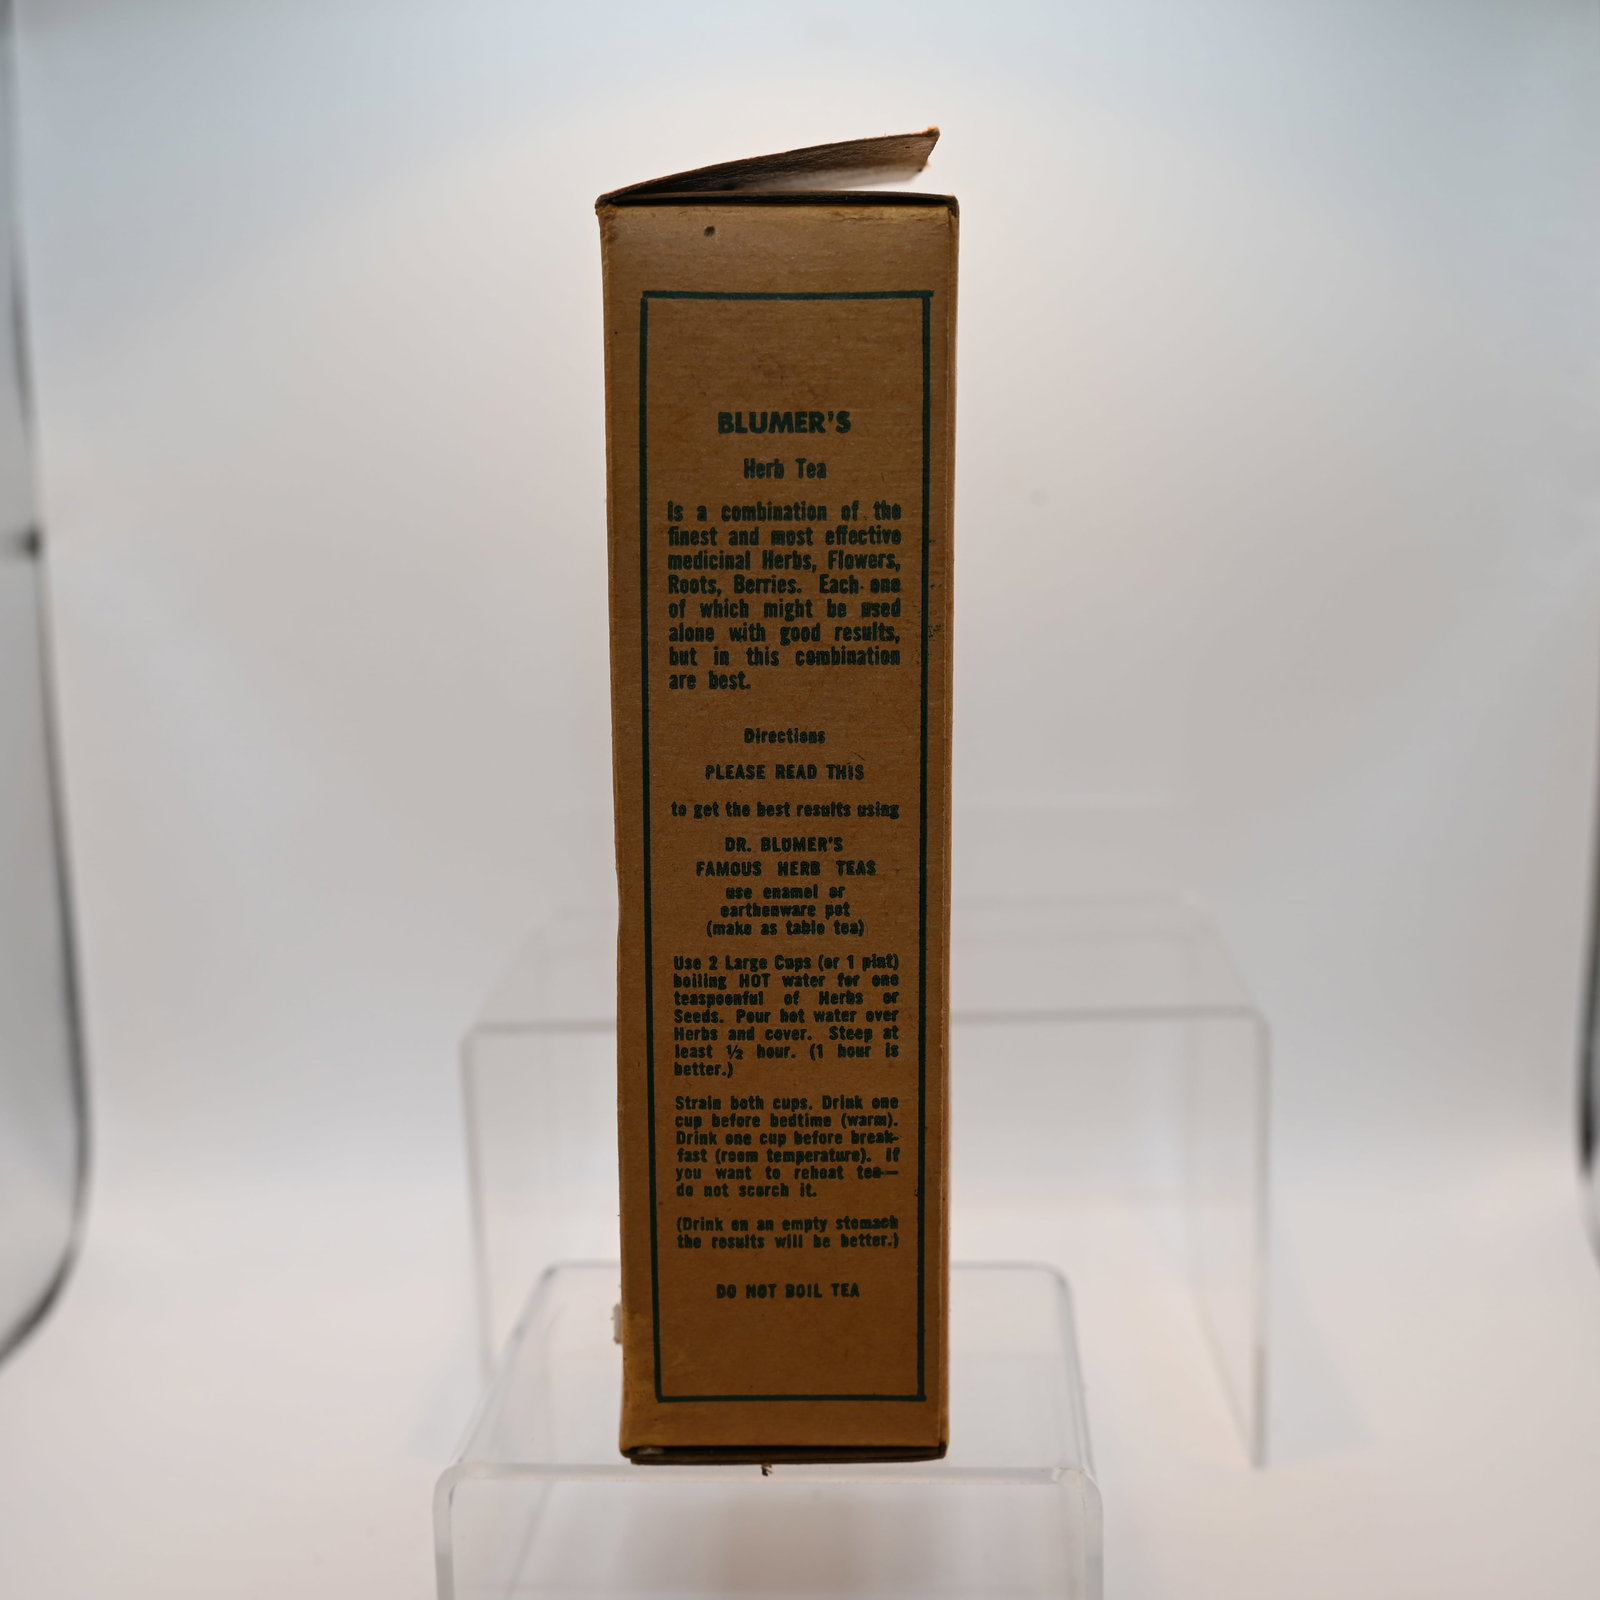 BLUMER'S
Herb Tea
Is a combination of the
finest and most effective
medicinal Herbs, Flowers,
Roots, Berries. Each one
of which might be used
alone with good results,
but in this combination
are best.
Directions
PLEASE READ THIS
to get the best results using
DR. BLUMER'S
FAMOUS HERB TEAS
use enamel or
earthenware pot
(make as table tea)
Use 2 Large Cups (or 1 pint)
boiling HOT water for one
teaspoonful of Herbs or
Seeds. Pour hot water over
Herbs and cover. Steep at
least ½ hour. (1 hour is
better.)
Strain both cups. Drink one
cup before bedtime (warm).
Drink one cup before break-
fast (room temperature). If
you want to reheat tea—
do not scorch it.
(Drink on an empty stomach
the results will be better.)
DO NOT BOIL TEA